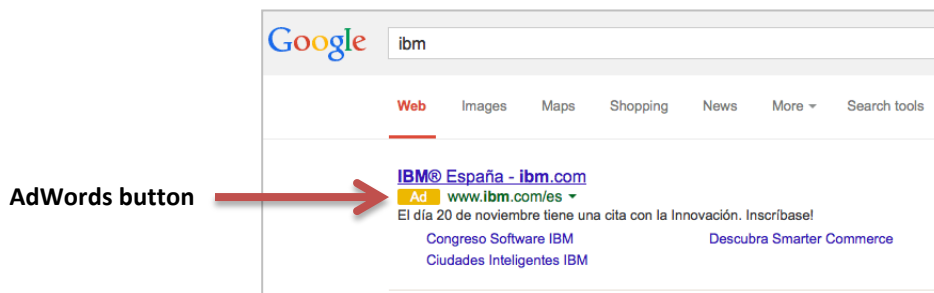 Google ibm
Web Images Maps Shopping News More Search tools
IBM® España - ibm.com
AdWords button
Ad www.ibm.com/es
El día 20 de noviembre tiene una cita con la Innovación. Inscríbase!
Congreso Software IBM Descubra Smarter Commerce
Ciudades Inteligentes IBM